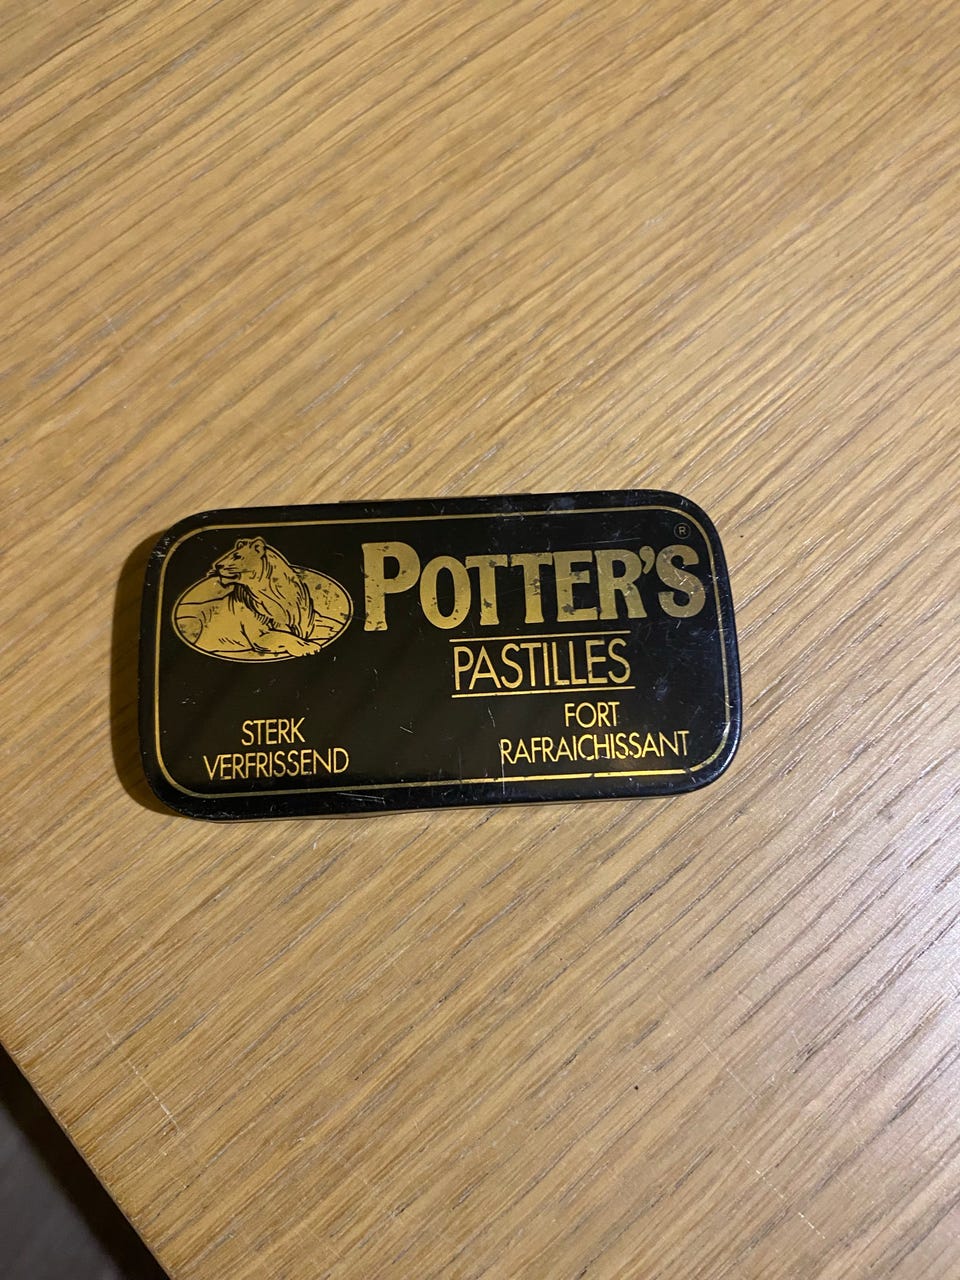 POTTER'S
®
PASTILLES
STERK
VERFRISSEND
FORT
RAFRAICHISSANT